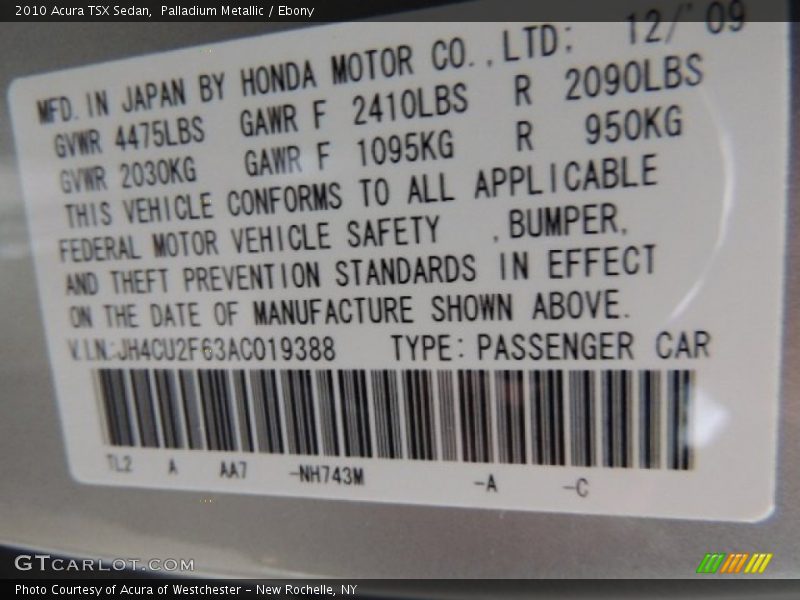 2010 Acura TSX Sedan, Palladium Metallic / Ebony
12/'09
MFD. IN JAPAN BY HONDA MOTOR CO., LTD:
GVWR 4475LBS GAWR F 2410LBS R 2090LBS
GVWR 2030KG GAWR F 1095KG R 950KG
THIS VEHICLE CONFORMS TO ALL APPLICABLE
FEDERAL MOTOR VEHICLE SAFETY , BUMPER,
AND THEFT PREVENTION STANDARDS IN EFFECT
ON THE DATE OF MANUFACTURE SHOWN ABOVE.
V.I.N:JH4CU2F63AC019388 TYPE: PASSENGER CAR
TL2 A AA7 -NH743M -A -C
GTCARLOT.COM
Photo Courtesy of Acura of Westchester - New Rochelle, NY